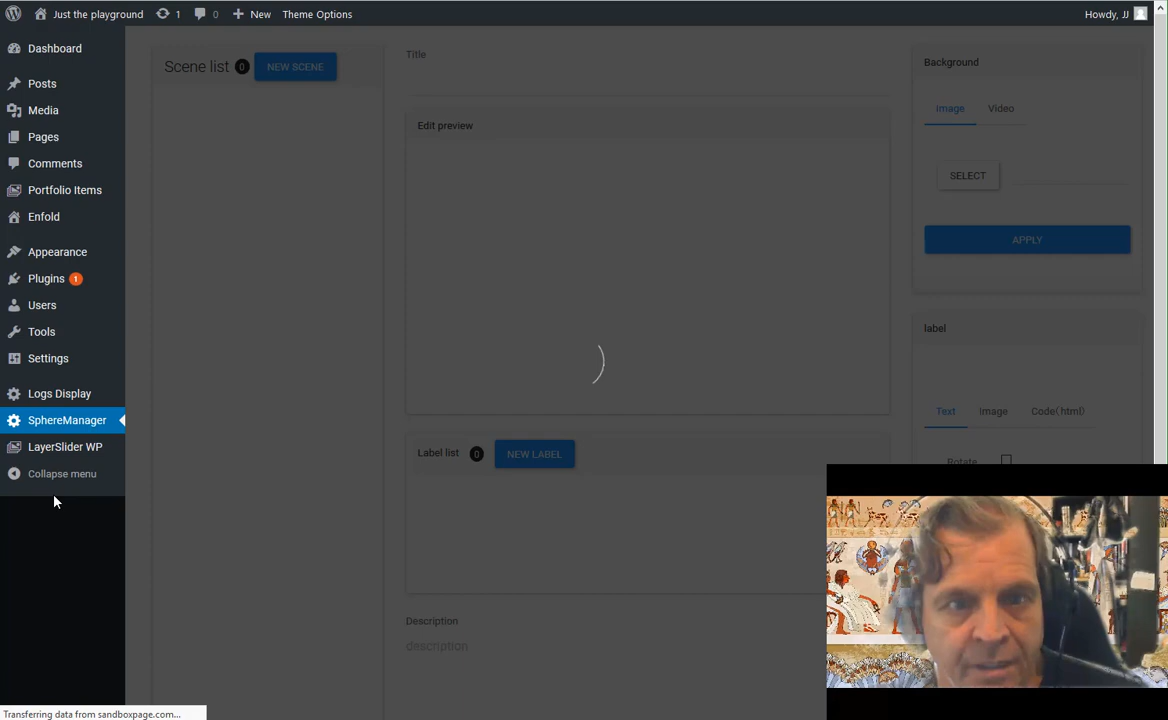 Just the playground
1
0
New
Theme Options
Howdy, JJ
Dashboard
Posts
Media
Pages
Comments
Portfolio Items
Enfold
Appearance
Plugins 1
Users
Tools
Settings
Logs Display
SphereManager
LayerSlider WP
Collapse menu
Scene list 0 NEW SCENE
Title
Edit preview
Label list 0 NEW LABEL
Description
description
Background
Image Video
SELECT
APPLY
label
Text Image Code(html)
Rotate
Transferring data from sandboxpage.com...